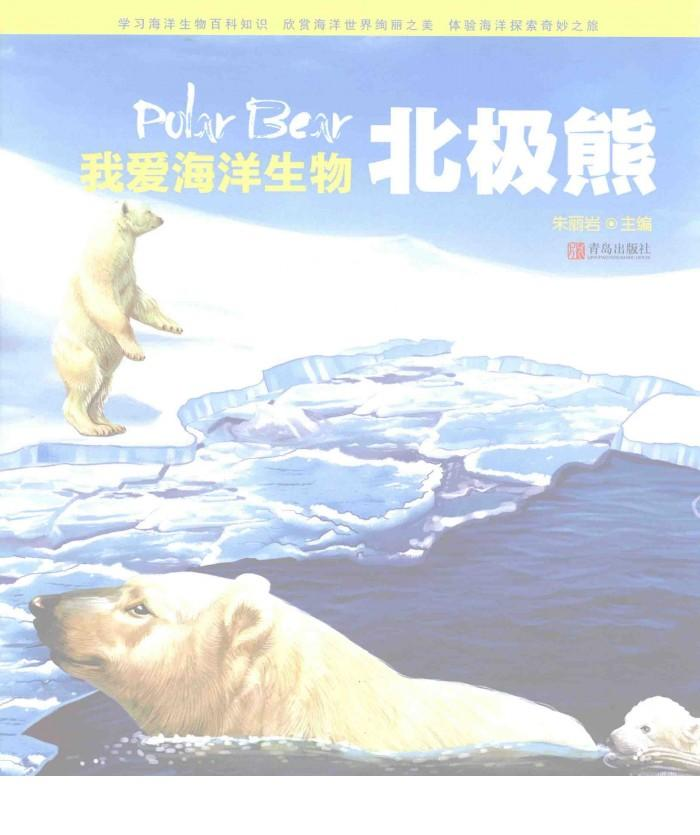 学习海洋生物百科知识 欣赏海洋世界绚丽之美 体验海洋探索奇妙之旅
Polar Bear
我爱海洋生物 北极熊
朱丽岩 主编
青岛出版社